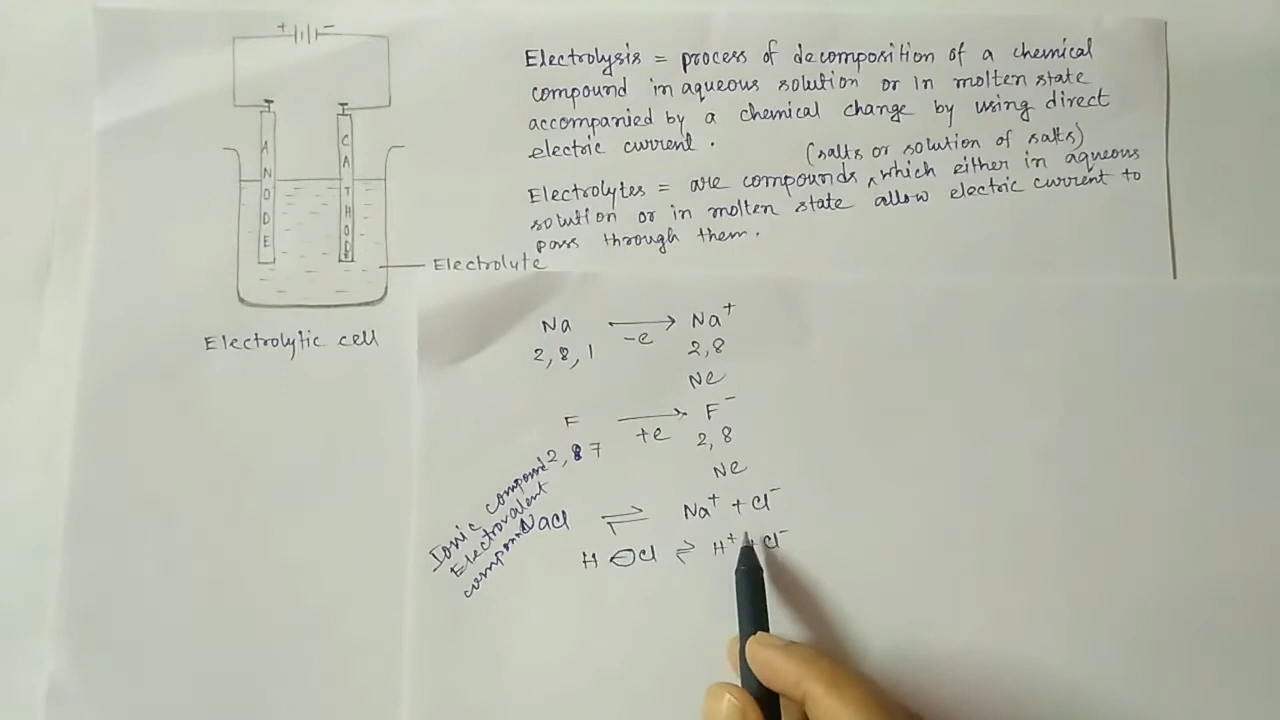 + −
ANODE
CATHODE
Electrolyte
Electrolytic cell
Electrolysis = process of decomposition of a chemical
compound in aqueous solution or in molten state
accompanied by a chemical change by using direct
electric current.
(salts or solution of salts)
Electrolytes = are compounds ^ which either in aqueous
solution or in molten state allow electric current to
pass through them.
Na ⟶ Na⁺
−e
2, 8, 1 2, 8
Ne
F ⟶ F⁻
+e
2, 7 2, 8
Ne
Ionic compound
Electrovalent
compound
NaCl ⇌ Na⁺ + Cl⁻
H − Cl ⇌ H⁺ + Cl⁻